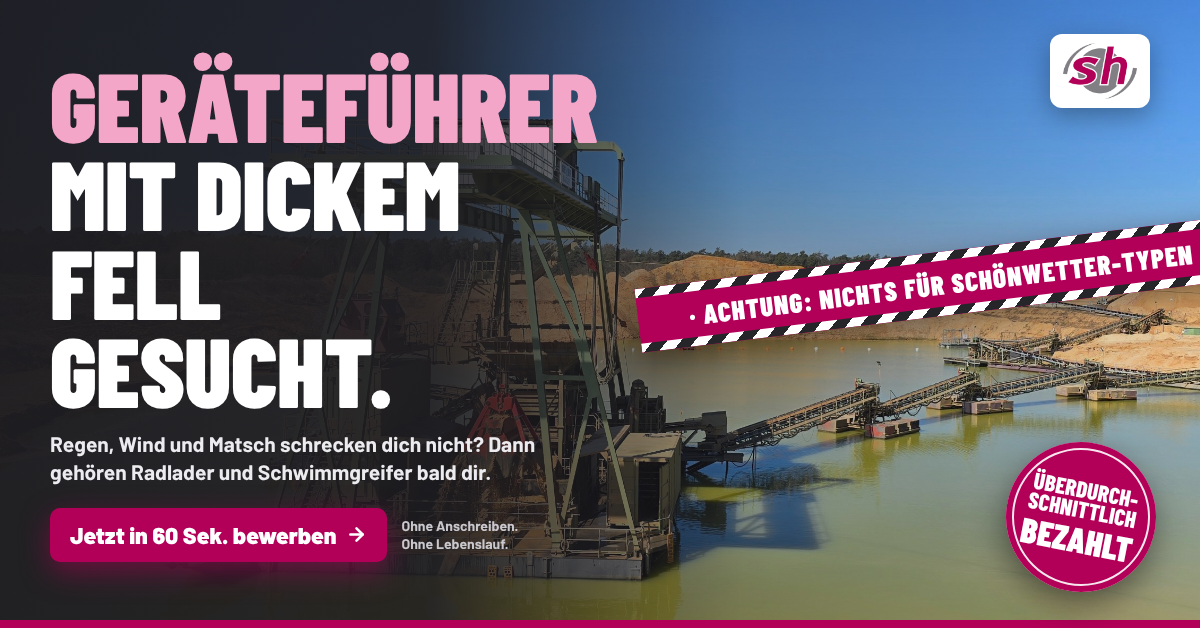 sh
GERÄTEFÜHRER
MIT DICKEM
FELL
GESUCHT.
· ACHTUNG: NICHTS FÜR SCHÖNWETTER-TYPEN
Regen, Wind und Matsch schrecken dich nicht? Dann
gehören Radlader und Schwimmgreifer bald dir.
Jetzt in 60 Sek. bewerben →
Ohne Anschreiben.
Ohne Lebenslauf.
ÜBERDURCH-
SCHNITTLICH
BEZAHLT